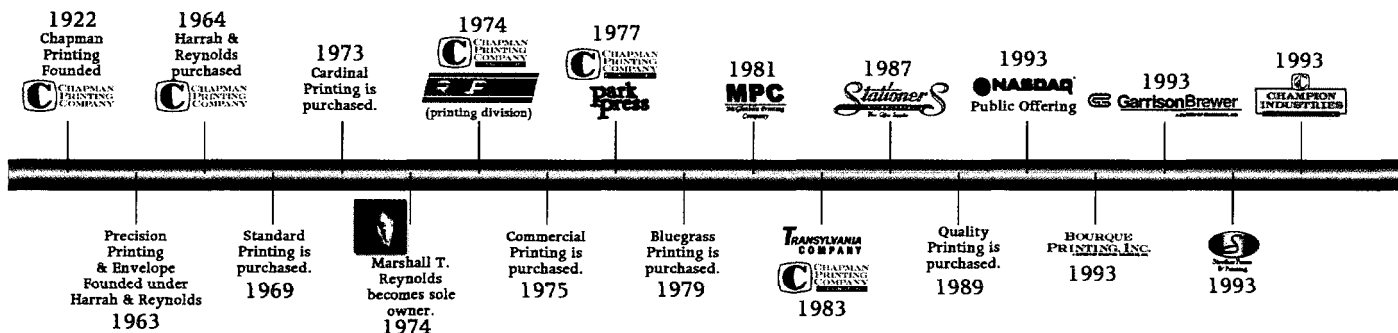 1922
Chapman
Printing
Founded
C CHAPMAN
PRINTING
COMPANY
1964
Harrah &
Reynolds
purchased
C CHAPMAN
PRINTING
COMPANY
1973
Cardinal
Printing is
purchased.
1974
C CHAPMAN
PRINTING
COMPANY
(printing division)
1977
C CHAPMAN
PRINTING
COMPANY
park
press
1981
MPC
Printing
Company
1987
Stationers
1993
NASDAQ
Public Offering
1993
GarrisonBrewer
1993
CHAMPION
INDUSTRIES
Precision
Printing
& Envelope
Founded under
Harrah & Reynolds
1963
Standard
Printing is
purchased.
1969
Marshall T.
Reynolds
becomes sole
owner.
1974
Commercial
Printing is
purchased.
1975
Bluegrass
Printing is
purchased.
1979
TRANSYLVANIA
COMPANY
C CHAPMAN
PRINTING
COMPANY
1983
Quality
Printing is
purchased.
1989
BOURQUE
PRINTING, INC.
1993
& Printing
1993